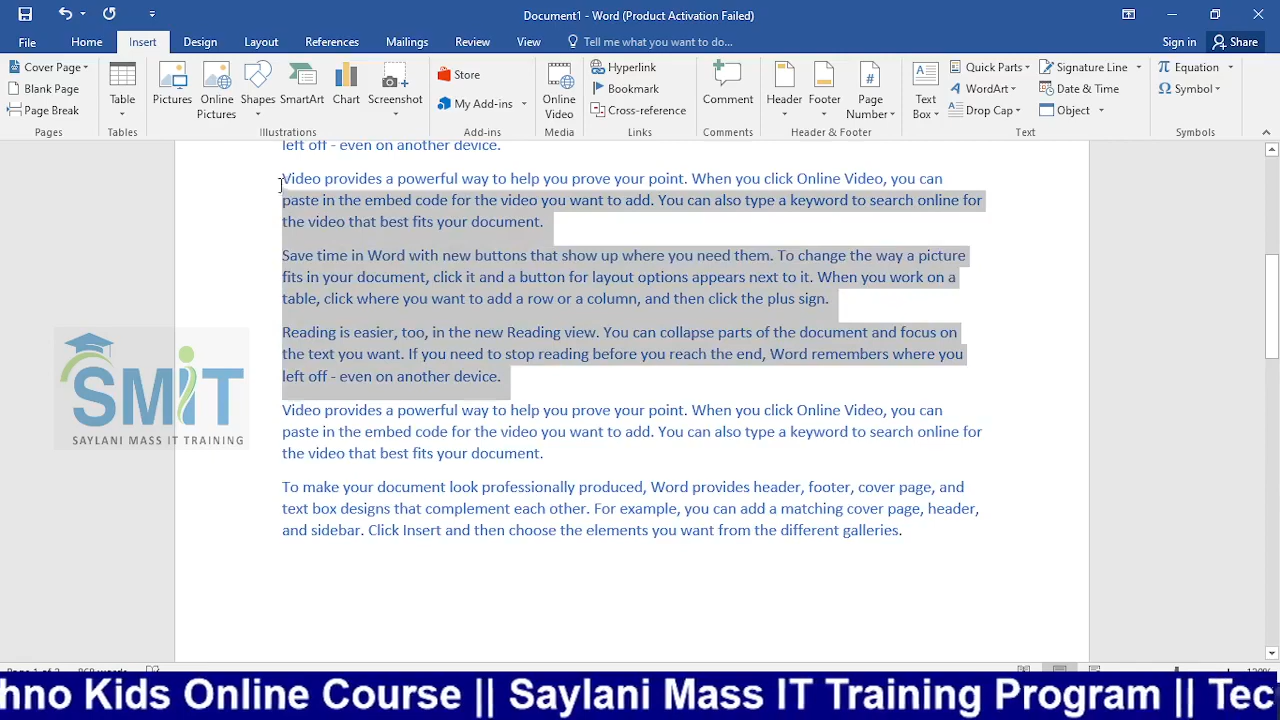 Document1 - Word (Product Activation Failed)
File Home Insert Design Layout References Mailings Review View Tell me what you want to do... Sign in Share
Cover Page
Blank Page
Page Break
Pages
Table
Tables
Pictures
Online Pictures
Shapes
SmartArt
Chart
Screenshot
Illustrations
Store
My Add-ins
Add-ins
Online Video
Media
Hyperlink
Bookmark
Cross-reference
Links
Comment
Comments
Header
Footer
Page Number
Header & Footer
Text Box
Quick Parts
WordArt
Drop Cap
Signature Line
Date & Time
Object
Text
Equation
Symbol
Symbols
left off - even on another device.
Video provides a powerful way to help you prove your point. When you click Online Video, you can
paste in the embed code for the video you want to add. You can also type a keyword to search online for
the video that best fits your document.
Save time in Word with new buttons that show up where you need them. To change the way a picture
fits in your document, click it and a button for layout options appears next to it. When you work on a
table, click where you want to add a row or a column, and then click the plus sign.
Reading is easier, too, in the new Reading view. You can collapse parts of the document and focus on
the text you want. If you need to stop reading before you reach the end, Word remembers where you
left off - even on another device.
Video provides a powerful way to help you prove your point. When you click Online Video, you can
paste in the embed code for the video you want to add. You can also type a keyword to search online for
the video that best fits your document.
To make your document look professionally produced, Word provides header, footer, cover page, and
text box designs that complement each other. For example, you can add a matching cover page, header,
and sidebar. Click Insert and then choose the elements you want from the different galleries.
SMIT
SAYLANI MASS IT TRAINING
hno Kids Online Course || Saylani Mass IT Training Program || Tec